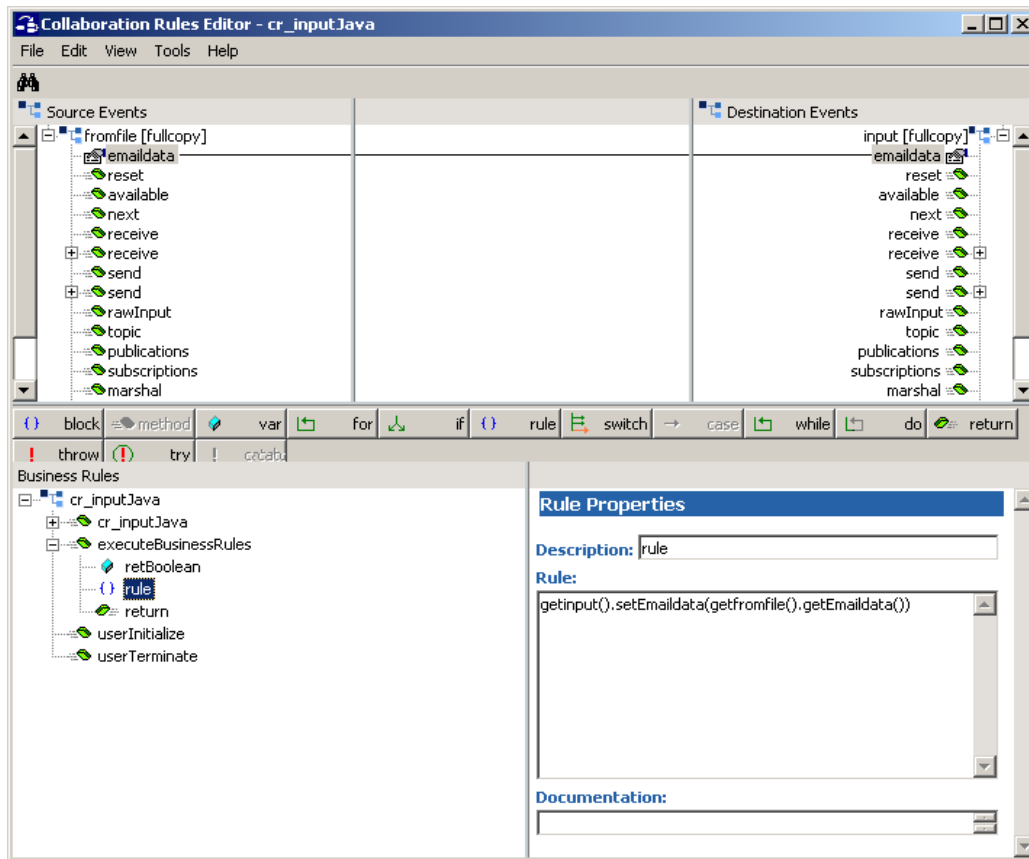 Collaboration Rules Editor - cr_inputJava
File Edit View Tools Help
Source Events
Destination Events
fromfile [fullcopy]
emaildata
reset
available
next
receive
receive
send
send
rawInput
topic
publications
subscriptions
marshal
input [fullcopy]
emaildata
reset
available
next
receive
receive
send
send
rawInput
topic
publications
subscriptions
marshal
block method var for if rule switch case while do return
throw try
Business Rules
cr_inputJava
cr_inputJava
executeBusinessRules
retBoolean
rule
return
userInitialize
userTerminate
Rule Properties
Description: rule
Rule:
getinput().setEmaildata(getfromfile().getEmaildata())
Documentation: